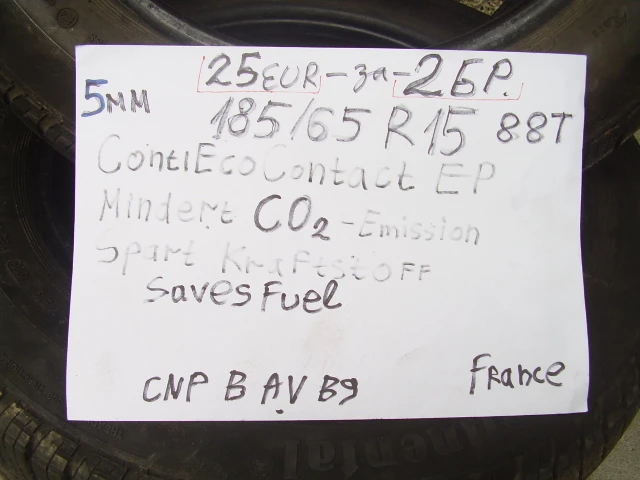 25EUR-за-2БР.
5мм
185/65 R15 88T
ContiEcoContact EP
Mindert CO2-Emission
Spart Kraftstoff
Saves Fuel
CNP B AV B9
France